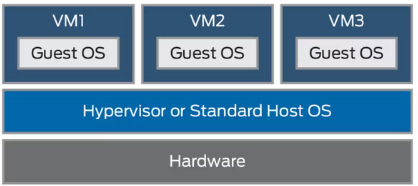 VM1 VM2 VM3
Guest OS Guest OS Guest OS
Hypervisor or Standard Host OS
Hardware